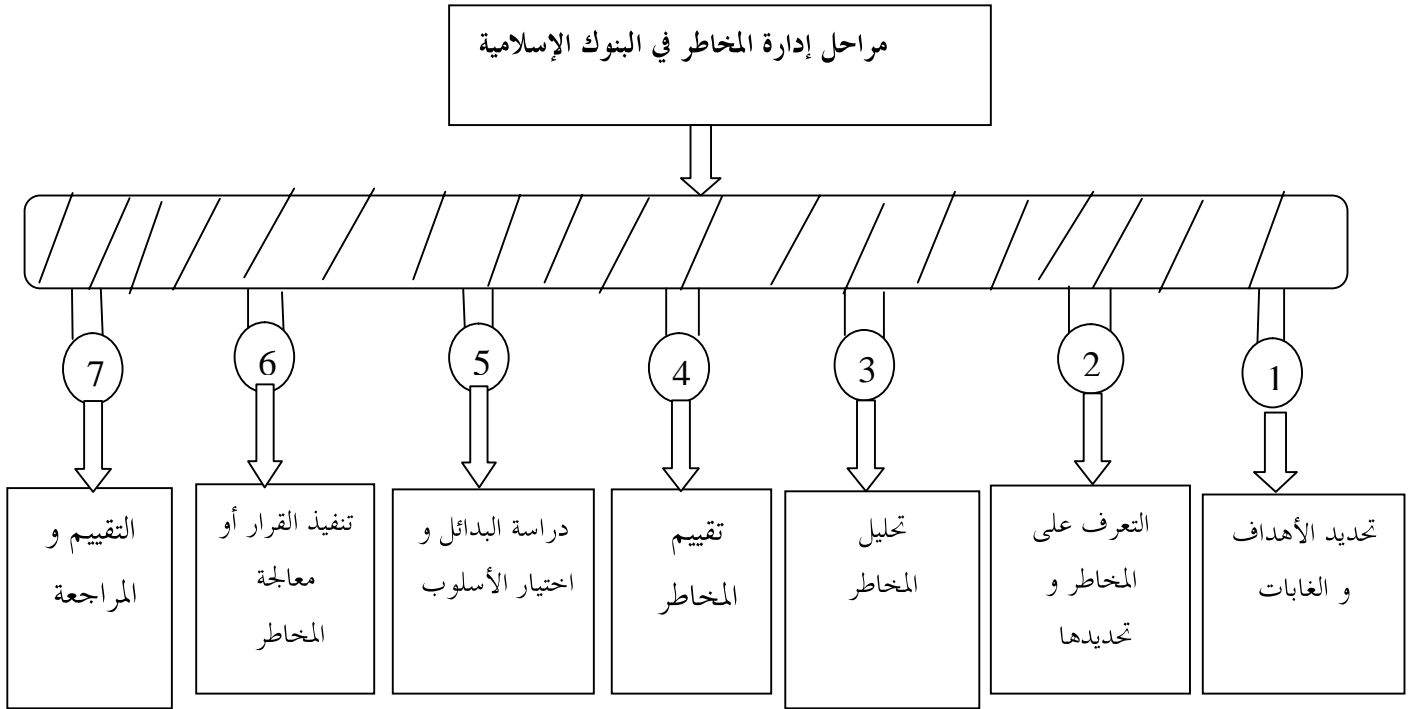 مراحل إدارة المخاطر في البنوك الإسلامية
1
تحديد الأهداف
و الغابات
2
التعرف على
المخاطر و
تحديدها
3
تحليل
المخاطر
4
تقييم
المخاطر
5
دراسة البدائل و
اختيار الأسلوب
6
تنفيذ القرار أو
معالجة
المخاطر
7
التقييم و
المراجعة